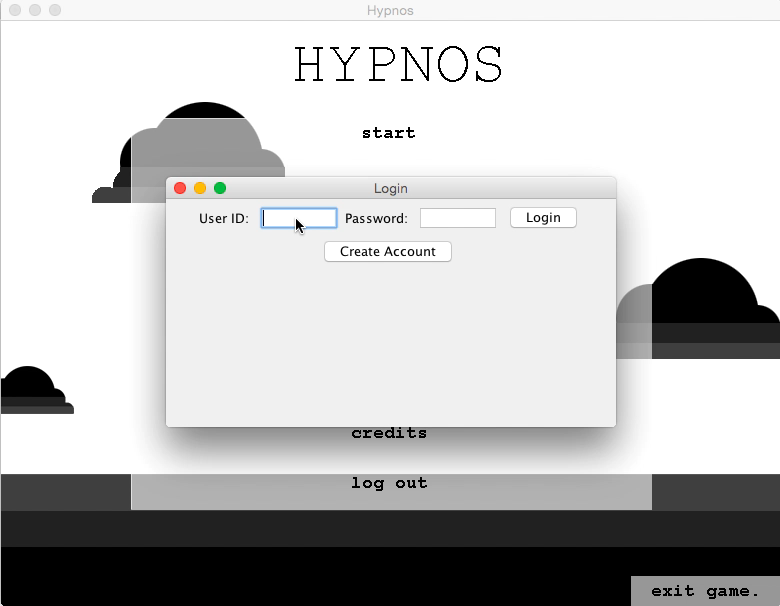 Hypnos
HYPNOS
start
Login
User ID: Password: Login
Create Account
credits
log out
exit game.